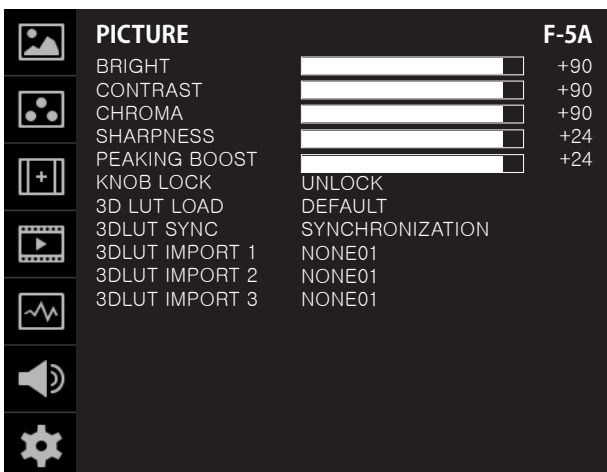 PICTURE F-5A
BRIGHT +90
CONTRAST +90
CHROMA +90
SHARPNESS +24
PEAKING BOOST +24
KNOB LOCK UNLOCK
3D LUT LOAD DEFAULT
3DLUT SYNC SYNCHRONIZATION
3DLUT IMPORT 1 NONE01
3DLUT IMPORT 2 NONE01
3DLUT IMPORT 3 NONE01